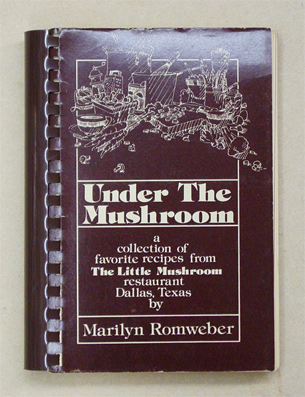 Under The
Mushroom
a
collection of
favorite recipes from
The Little Mushroom
restaurant
Dallas, Texas
by
Marilyn Romweber